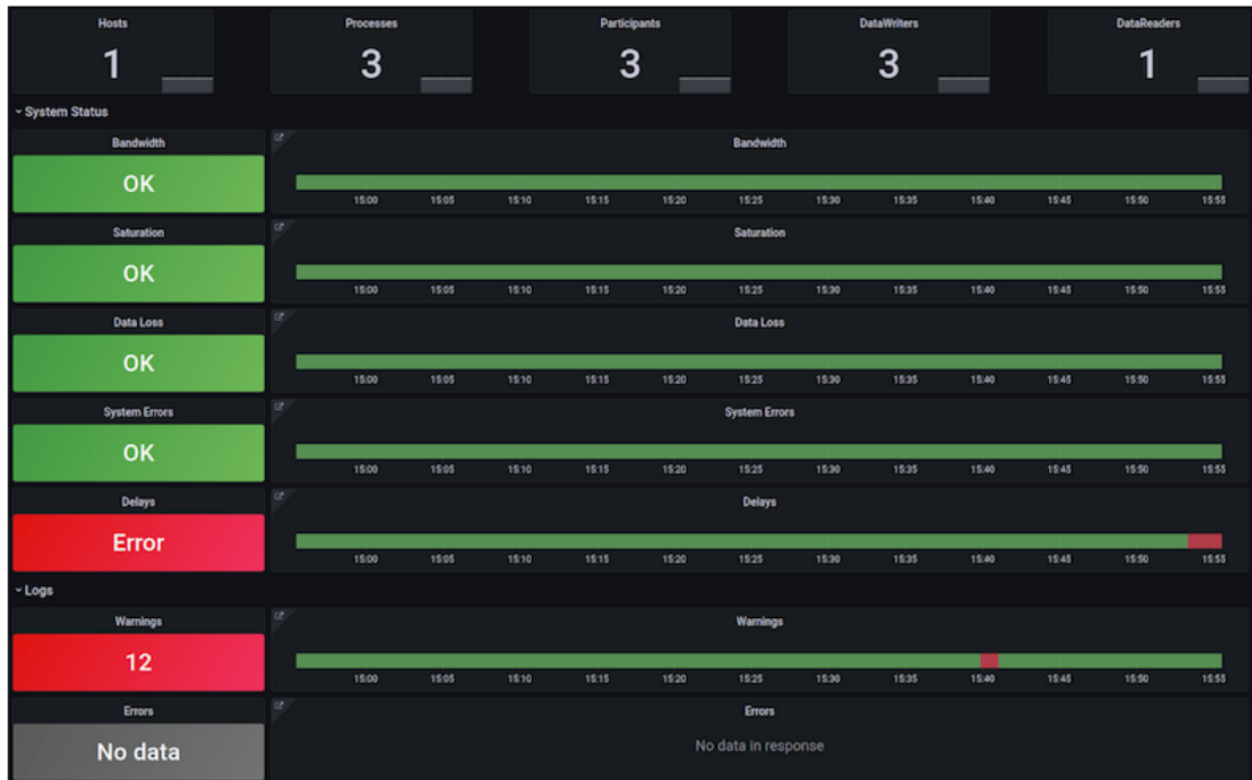 Hosts Processes Participants DataWriters DataReaders
1 3 3 3 1
System Status
Bandwidth Bandwidth
OK
15:00 15:05 15:10 15:15 15:20 15:25 15:30 15:35 15:40 15:45 15:50 15:55
Saturation Saturation
OK
15:00 15:05 15:10 15:15 15:20 15:25 15:30 15:35 15:40 15:45 15:50 15:55
Data Loss Data Loss
OK
15:00 15:05 15:10 15:15 15:20 15:25 15:30 15:35 15:40 15:45 15:50 15:55
System Errors System Errors
OK
15:00 15:05 15:10 15:15 15:20 15:25 15:30 15:35 15:40 15:45 15:50 15:55
Delays Delays
Error
15:00 15:05 15:10 15:15 15:20 15:25 15:30 15:35 15:40 15:45 15:50 15:55
Logs
Warnings Warnings
12
15:00 15:05 15:10 15:15 15:20 15:25 15:30 15:35 15:40 15:45 15:50 15:55
Errors Errors
No data No data in response